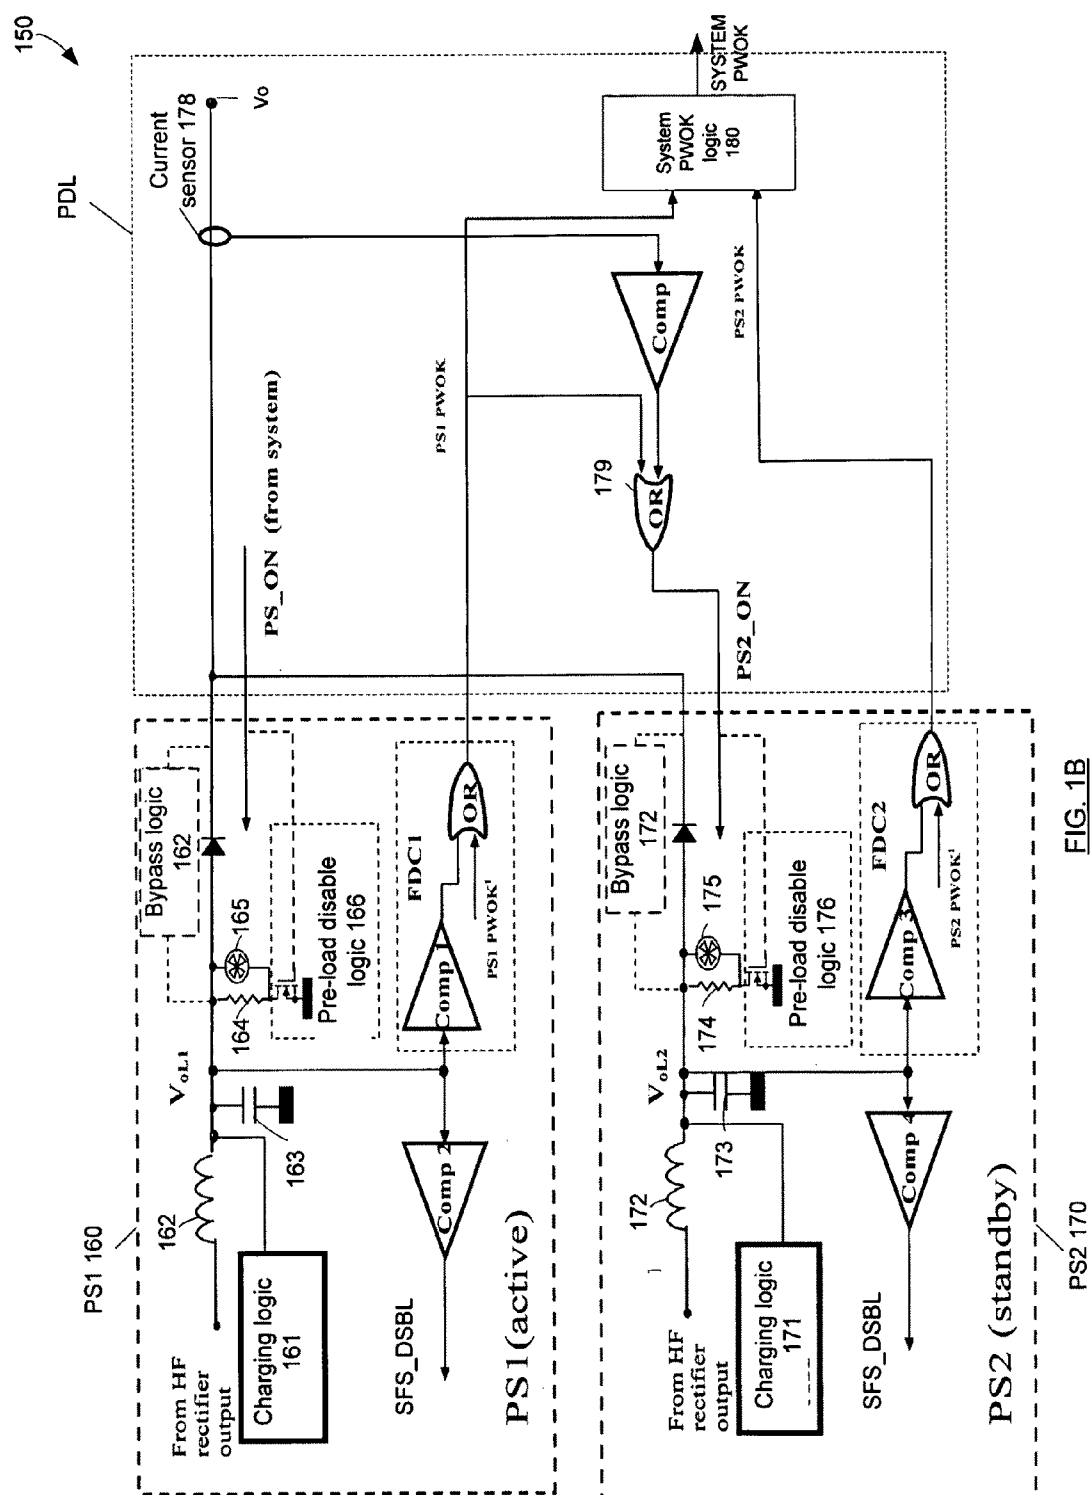 150
PDL
Current
sensor 178
Vo
PS_ON (from system)
PS1 PWOK
System
PWOK
logic
180
SYSTEM
PWOK
Comp
PS2 PWOK
179
OR
PS2_ON
PS1 160
Bypass logic
162
162
VoL1
163
164
165
Pre-load disable
logic 166
From HF
rectifier
output
Charging logic
161
FDC1
Comp 1
OR
PS1 PWOK¹
Comp 2
SFS_DSBL
PS1(active)
Bypass logic
172
172
VoL2
173
174
175
Pre-load disable
logic 176
From HF
rectifier
output
Charging logic
171
FDC2
Comp 3
OR
PS2 PWOK¹
Comp 4
SFS_DSBL
PS2 (standby)
PS2 170
FIG. 1B